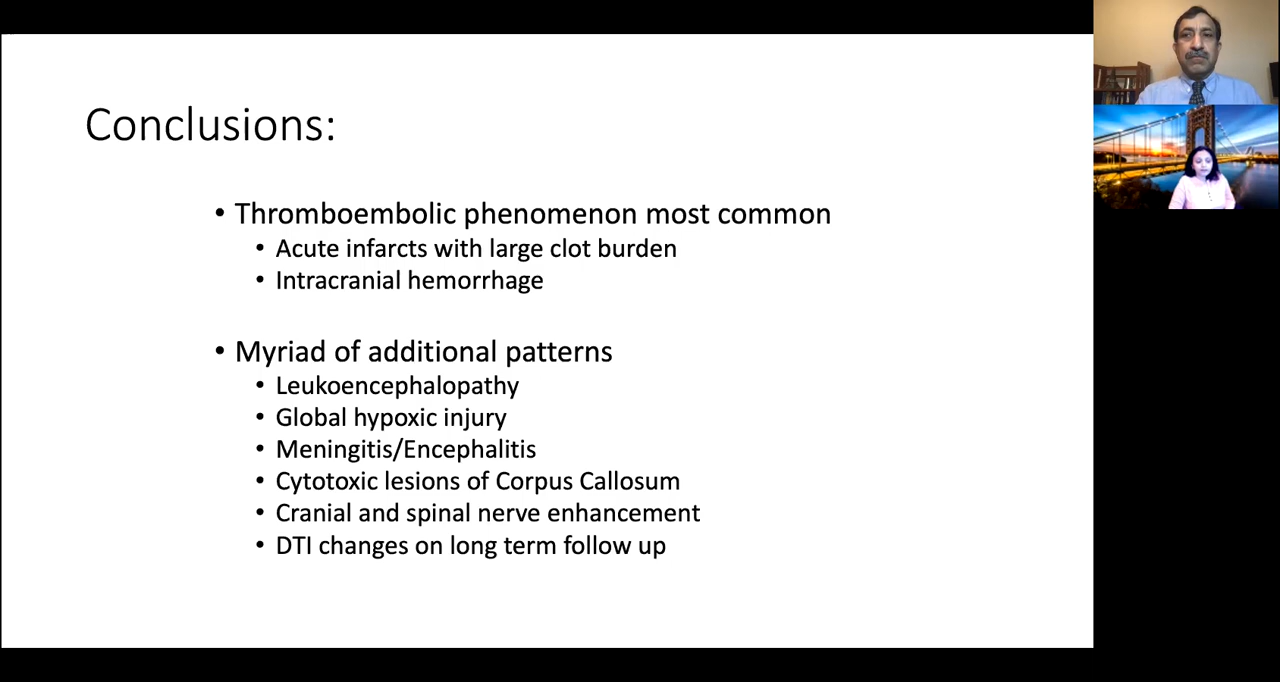 Conclusions:
• Thromboembolic phenomenon most common
• Acute infarcts with large clot burden
• Intracranial hemorrhage
• Myriad of additional patterns
• Leukoencephalopathy
• Global hypoxic injury
• Meningitis/Encephalitis
• Cytotoxic lesions of Corpus Callosum
• Cranial and spinal nerve enhancement
• DTI changes on long term follow up